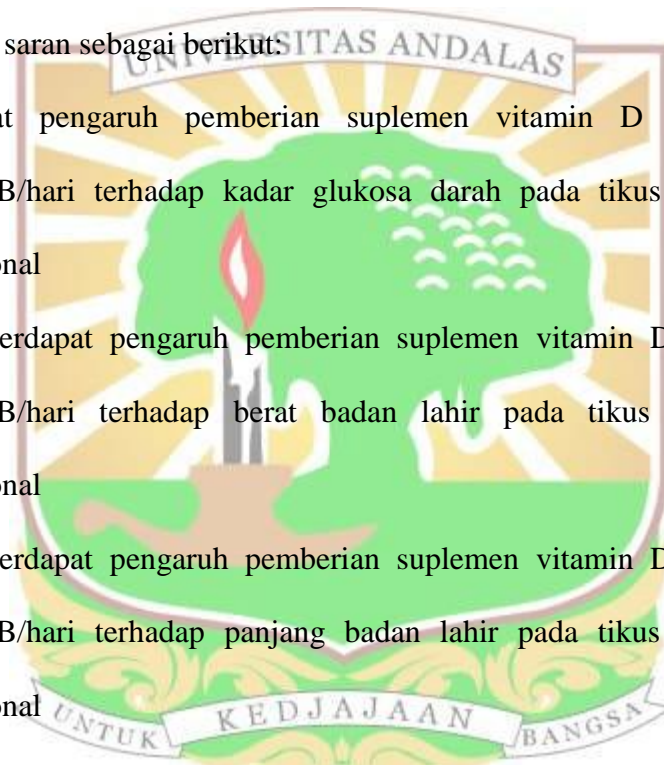 saran sebagai berikut:
UNIVERSITAS ANDALAS
at pengaruh pemberian suplemen vitamin D
B/hari terhadap kadar glukosa darah pada tikus
onal
erdapat pengaruh pemberian suplemen vitamin D
B/hari terhadap berat badan lahir pada tikus
onal
erdapat pengaruh pemberian suplemen vitamin D
B/hari terhadap panjang badan lahir pada tikus
onal
UNTUK KEDJAJAAN BANGSA